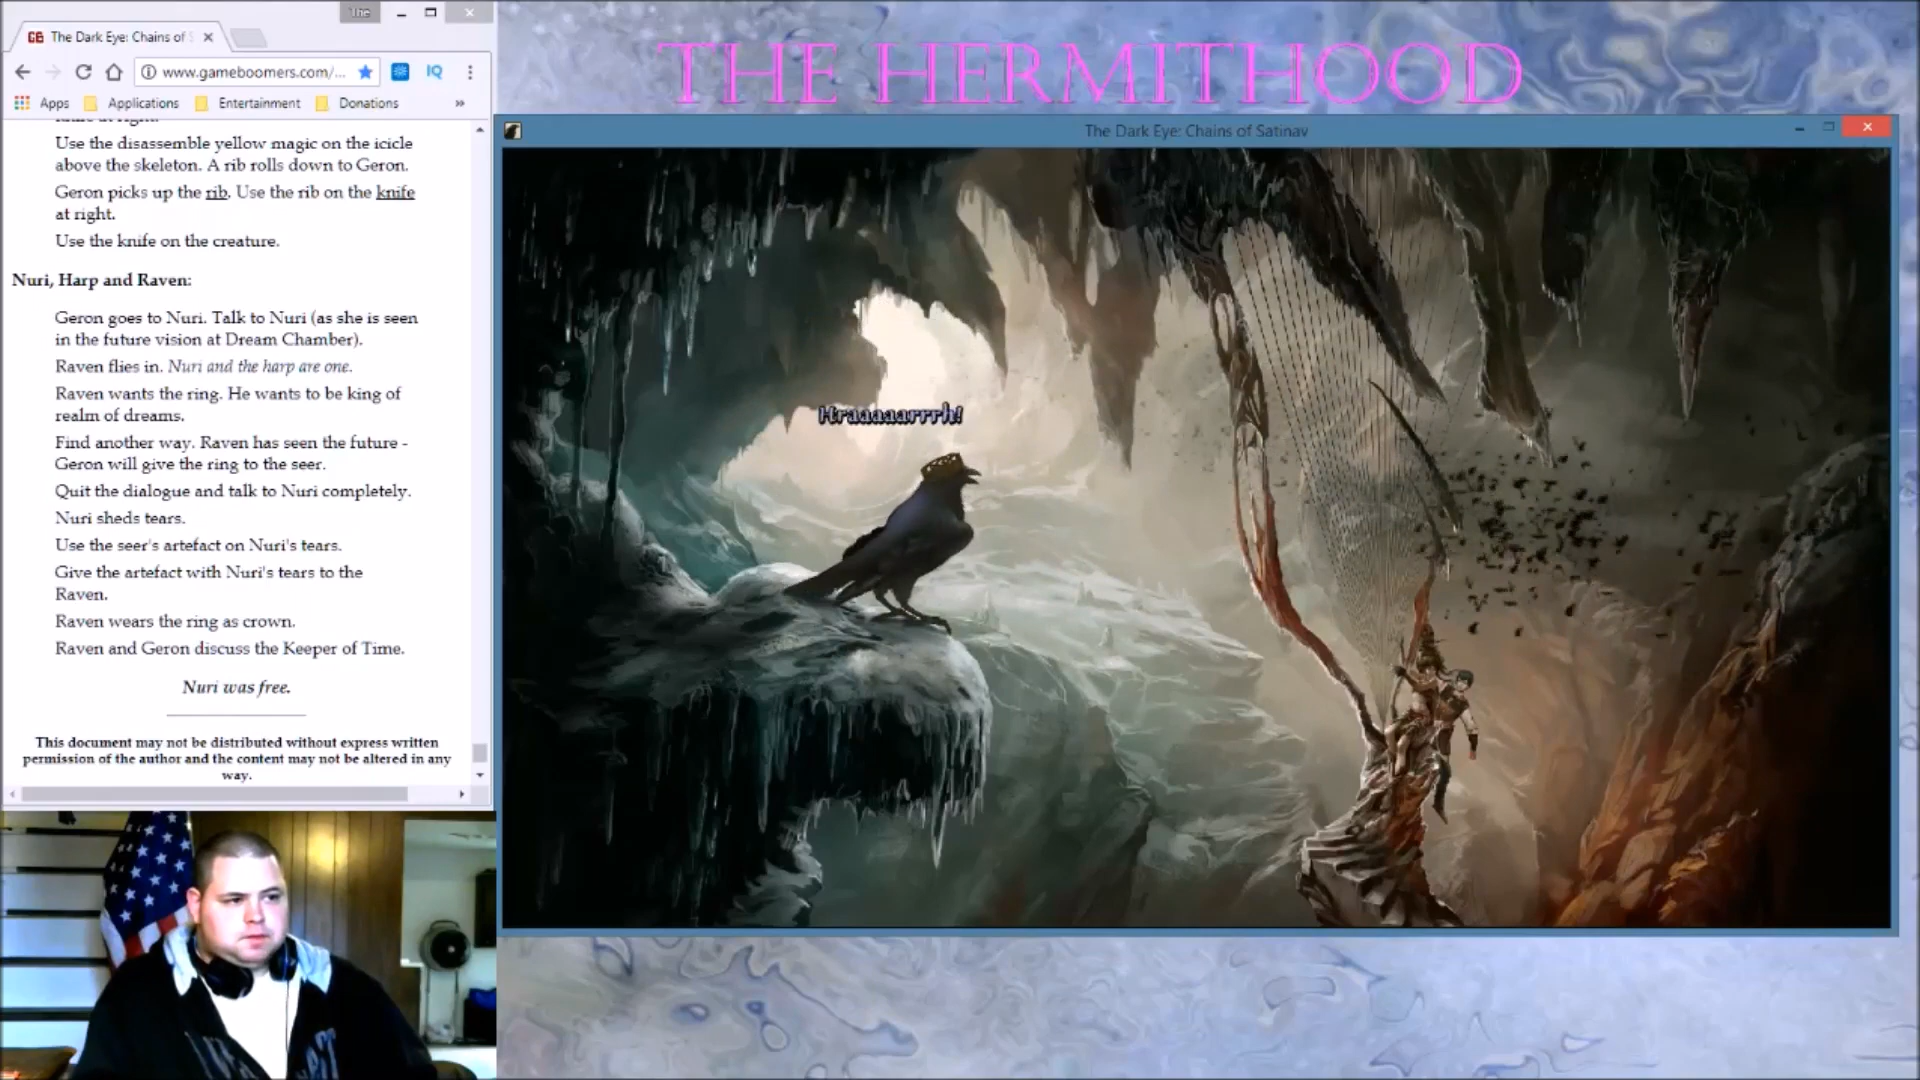 The
The Dark Eye: Chains of S
www.gameboomers.com/...
IQ
Apps
Applications
Entertainment
Donations
»
Use the disassemble yellow magic on the icicle
above the skeleton. A rib rolls down to Geron.
Geron picks up the rib. Use the rib on the knife
at right.
Use the knife on the creature.
Nuri, Harp and Raven:
Geron goes to Nuri. Talk to Nuri (as she is seen
in the future vision at Dream Chamber).
Raven flies in. Nuri and the harp are one.
Raven wants the ring. He wants to be king of
realm of dreams.
Find another way. Raven has seen the future -
Geron will give the ring to the seer.
Quit the dialogue and talk to Nuri completely.
Nuri sheds tears.
Use the seer's artefact on Nuri's tears.
Give the artefact with Nuri's tears to the
Raven.
Raven wears the ring as crown.
Raven and Geron discuss the Keeper of Time.
Nuri was free.
This document may not be distributed without express written
permission of the author and the content may not be altered in any
way.
THE HERMITHOOD
The Dark Eye: Chains of Satinav
Hraaaaarrrh!